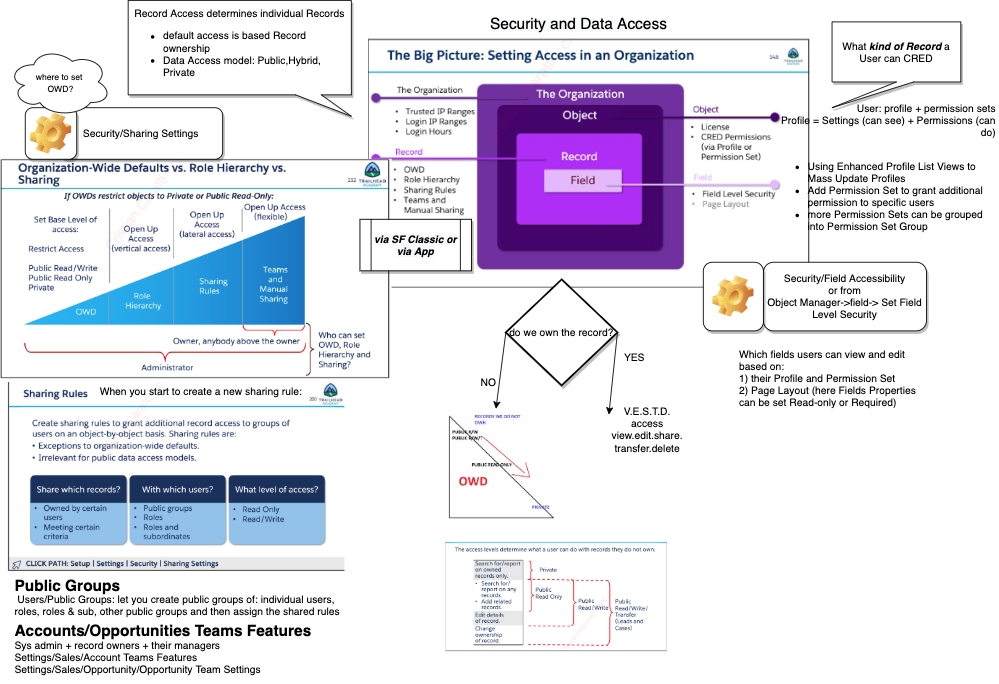 Security and Data Access
Record Access determines individual Records
default access is based Record
ownership
Data Access model: Public,Hybrid,
Private
where to set
OWD?
Security/Sharing Settings
The Big Picture: Setting Access in an Organization
148
TRAILHEAD
The Organization
Trusted IP Ranges
Login IP Ranges
Login Hours
Record
OWD
Role Hierarchy
Sharing Rules
Teams and
Manual Sharing
The Organization
Object
Record
Field
Object
License
CRED Permissions
(via Profile or
Permission Set)
Field
Field Level Security
Page Layout
What kind of Record a
User can CRED
User: profile + permission sets
Profile = Settings (can see) + Permissions (can
do)
Using Enhanced Profile List Views to
Mass Update Profiles
Add Permission Set to grant additional
permission to specific users
more Permission Sets can be grouped
into Permission Set Group
Organization-Wide Defaults vs. Role Hierarchy vs.
Sharing
232
TRAILHEAD
If OWDs restrict objects to Private or Public Read-Only:
Set Base Level of
access:
Restrict Access
Public Read/Write
Public Read Only
Private
Open Up
Access
(vertical access)
Open Up
Access
(lateral access)
Open Up Access
(flexible)
OWD
Role
Hierarchy
Sharing
Rules
Teams
and
Manual
Sharing
Owner, anybody above the owner
Administrator
Who can set
OWD, Role
Hierarchy and
Sharing?
via SF Classic or
via App
Security/Field Accessibility
or from
Object Manager->field-> Set Field
Level Security
Which fields users can view and edit
based on:
1) their Profile and Permission Set
2) Page Layout (here Fields Properties
can be set Read-only or Required)
do we own the record?
NO
YES
V.E.S.T.D.
access
view.edit.share.
transfer.delete
RECORDS WE DO NOT
OWN
PUBLIC R/W
PUBLIC R/W/T
PUBLIC READ ONLY
OWD
PRIVATE
Sharing Rules
When you start to create a new sharing rule:
TRAILHEAD
Create sharing rules to grant additional record access to groups of
users on an object-by-object basis. Sharing rules are:
Exceptions to organization-wide defaults.
Irrelevant for public data access models.
Share which records?
Owned by certain
users
Meeting certain
criteria
With which users?
Public groups
Roles
Roles and
subordinates
What level of access?
Read Only
Read/Write
CLICK PATH: Setup | Settings | Security | Sharing Settings
The access levels determine what a user can do with records they do not own:
Search for/report
on owned
records only.
Search for/
report on any
records.
Add related
records.
Edit details
of record.
Change
ownership
of record.
Private
Public
Read Only
Public
Read/Write
Public
Read/Write/
Transfer
(Leads and
Cases)
Public Groups
Users/Public Groups: let you create public groups of: individual users,
roles, roles & sub, other public groups and then assign the shared rules
Accounts/Opportunities Teams Features
Sys admin + record owners + their managers
Settings/Sales/Account Teams Features
Settings/Sales/Opportunity/Opportunity Team Settings